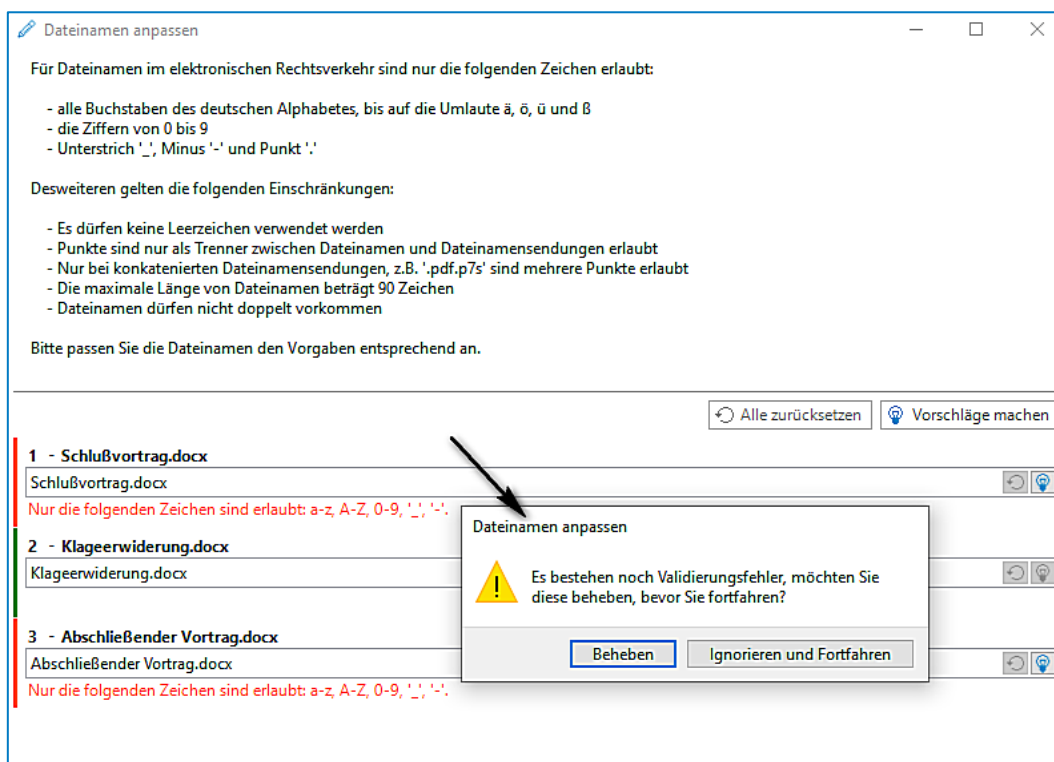 Dateinamen anpassen
Für Dateinamen im elektronischen Rechtsverkehr sind nur die folgenden Zeichen erlaubt:
- alle Buchstaben des deutschen Alphabetes, bis auf die Umlaute ä, ö, ü und ß
- die Ziffern von 0 bis 9
- Unterstrich '_', Minus '-' und Punkt '.'
Desweiteren gelten die folgenden Einschränkungen:
- Es dürfen keine Leerzeichen verwendet werden
- Punkte sind nur als Trenner zwischen Dateinamen und Dateinamensendungen erlaubt
- Nur bei konkatenierten Dateinamensendungen, z.B. '.pdf.p7s' sind mehrere Punkte erlaubt
- Die maximale Länge von Dateinamen beträgt 90 Zeichen
- Dateinamen dürfen nicht doppelt vorkommen
Bitte passen Sie die Dateinamen den Vorgaben entsprechend an.
Alle zurücksetzen Vorschläge machen
1 - Schlußvortrag.docx
Schlußvortrag.docx
Nur die folgenden Zeichen sind erlaubt: a-z, A-Z, 0-9, '_', '-'.
2 - Klageerwiderung.docx
Klageerwiderung.docx
3 - Abschließender Vortrag.docx
Abschließender Vortrag.docx
Nur die folgenden Zeichen sind erlaubt: a-z, A-Z, 0-9, '_', '-'.
Dateinamen anpassen
Es bestehen noch Validierungsfehler, möchten Sie
diese beheben, bevor Sie fortfahren?
Beheben Ignorieren und Fortfahren